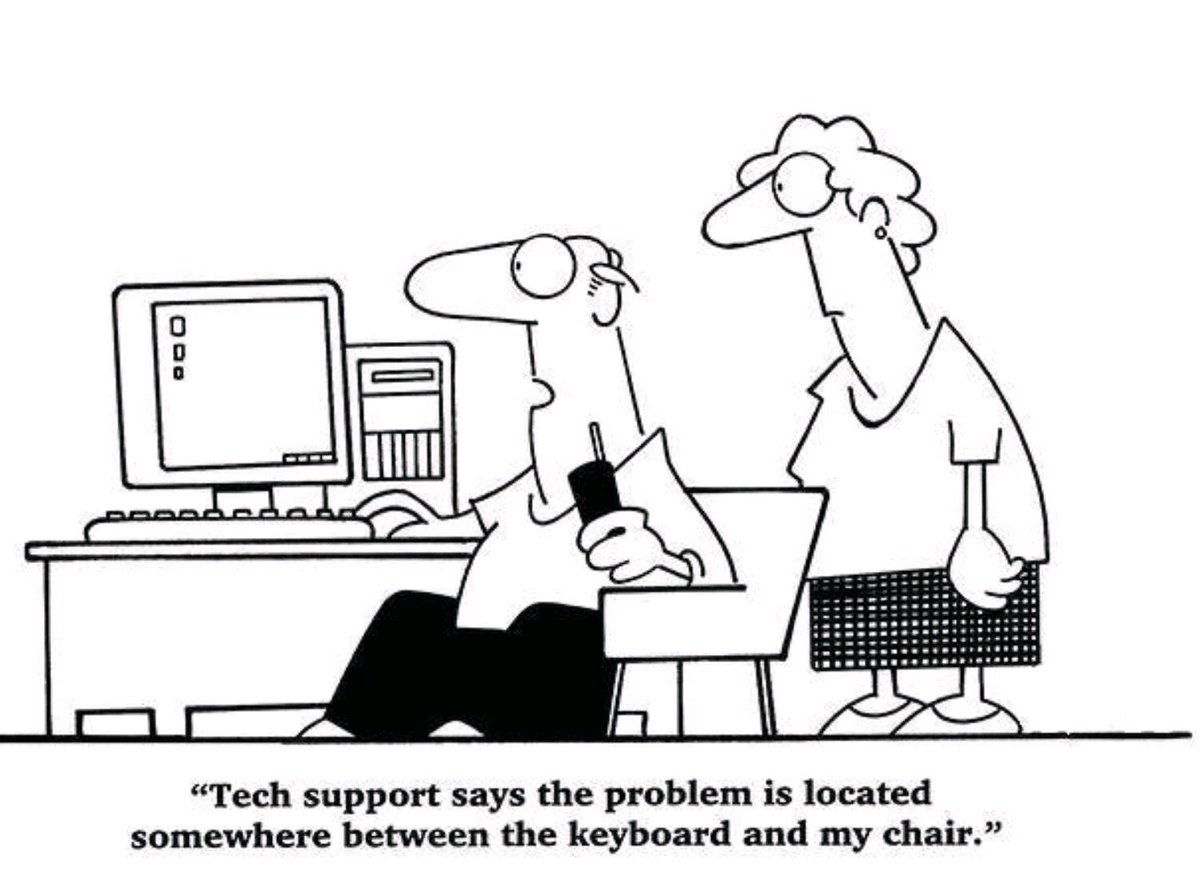 “Tech support says the problem is located
somewhere between the keyboard and my chair.”